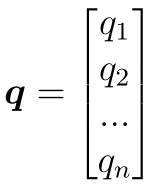 q =
q₁
q₂
...
qₙ